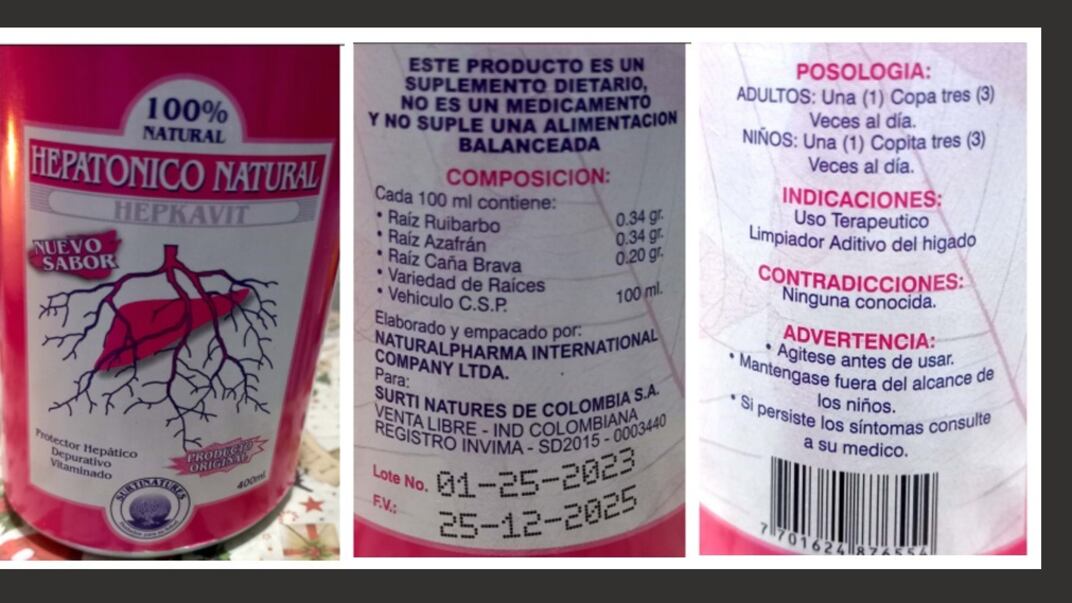 100%
NATURAL
HEPATONICO NATURAL
HEPKAVIT
NUEVO
SABOR
Protector Hepático
Depurativo
Vitaminado
PRODUCTO
ORIGINAL
400ml
SURTINATURES
ESTE PRODUCTO ES UN
SUPLEMENTO DIETARIO,
NO ES UN MEDICAMENTO
Y NO SUPLE UNA ALIMENTACION
BALANCEADA
COMPOSICION:
Cada 100 ml contiene:
• Raíz Ruibarbo 0.34 gr.
• Raíz Azafrán 0.34 gr.
• Raíz Caña Brava 0.20 gr.
• Variedad de Raíces
• Vehiculo C.S.P. 100 ml.
Elaborado y empacado por:
NATURALPHARMA INTERNATIONAL
COMPANY LTDA.
Para:
SURTI NATURES DE COLOMBIA S.A.
VENTA LIBRE - IND COLOMBIANA
REGISTRO INVIMA - SD2015 - 0003440
Lote No. 01-25-2023
F.V.: 25-12-2025
POSOLOGIA:
ADULTOS: Una (1) Copa tres (3)
Veces al día.
NIÑOS: Una (1) Copita tres (3)
Veces al día.
INDICACIONES:
Uso Terapeutico
Limpiador Aditivo del higado
CONTRADICCIONES:
Ninguna conocida.
ADVERTENCIA:
• Agitese antes de usar.
• Mantengase fuera del alcance de
los niños.
• Si persiste los síntomas consulte
a su medico.
7 701624 876554